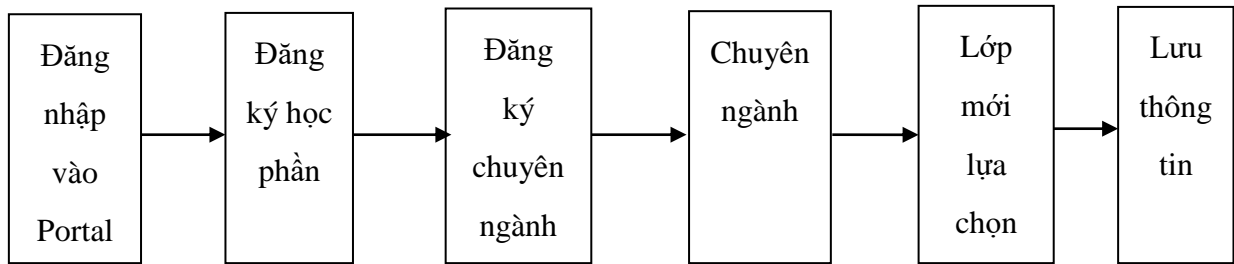 Đăng
nhập
vào
Portal
Đăng
ký học
phần
Đăng
ký
chuyên
ngành
Chuyên
ngành
Lớp
mới
lựa
chọn
Lưu
thông
tin